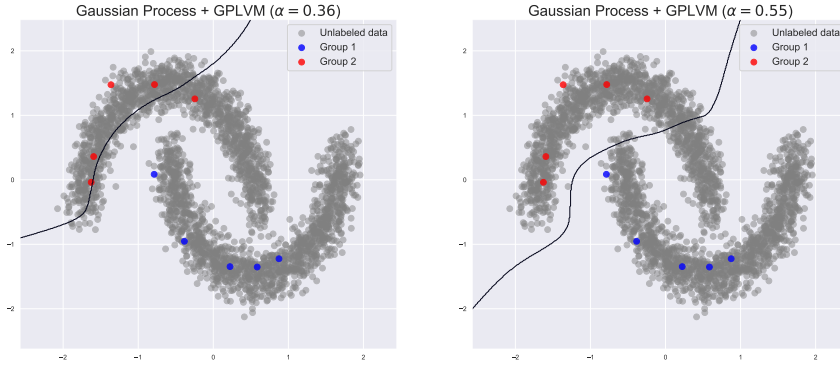 Gaussian Process + GPLVM (α = 0.36)
Unlabeled data
Group 1
Group 2
2
1
0
−1
−2
−2
−1
0
1
2
Gaussian Process + GPLVM (α = 0.55)
Unlabeled data
Group 1
Group 2
2
1
0
−1
−2
−2
−1
0
1
2